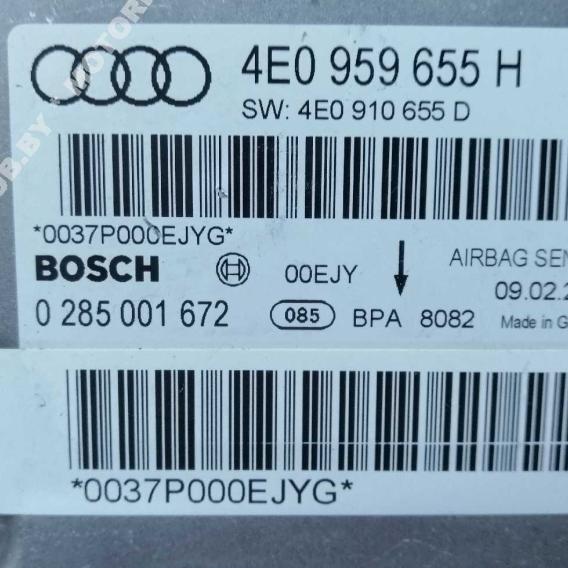 4E0 959 655 H
SW: 4E0 910 655 D
*0037P000EJYG*
BOSCH 00EJY AIRBAG SEN
0 285 001 672 085 BPA 8082 09.02.2
Made in G
*0037P000EJYG*